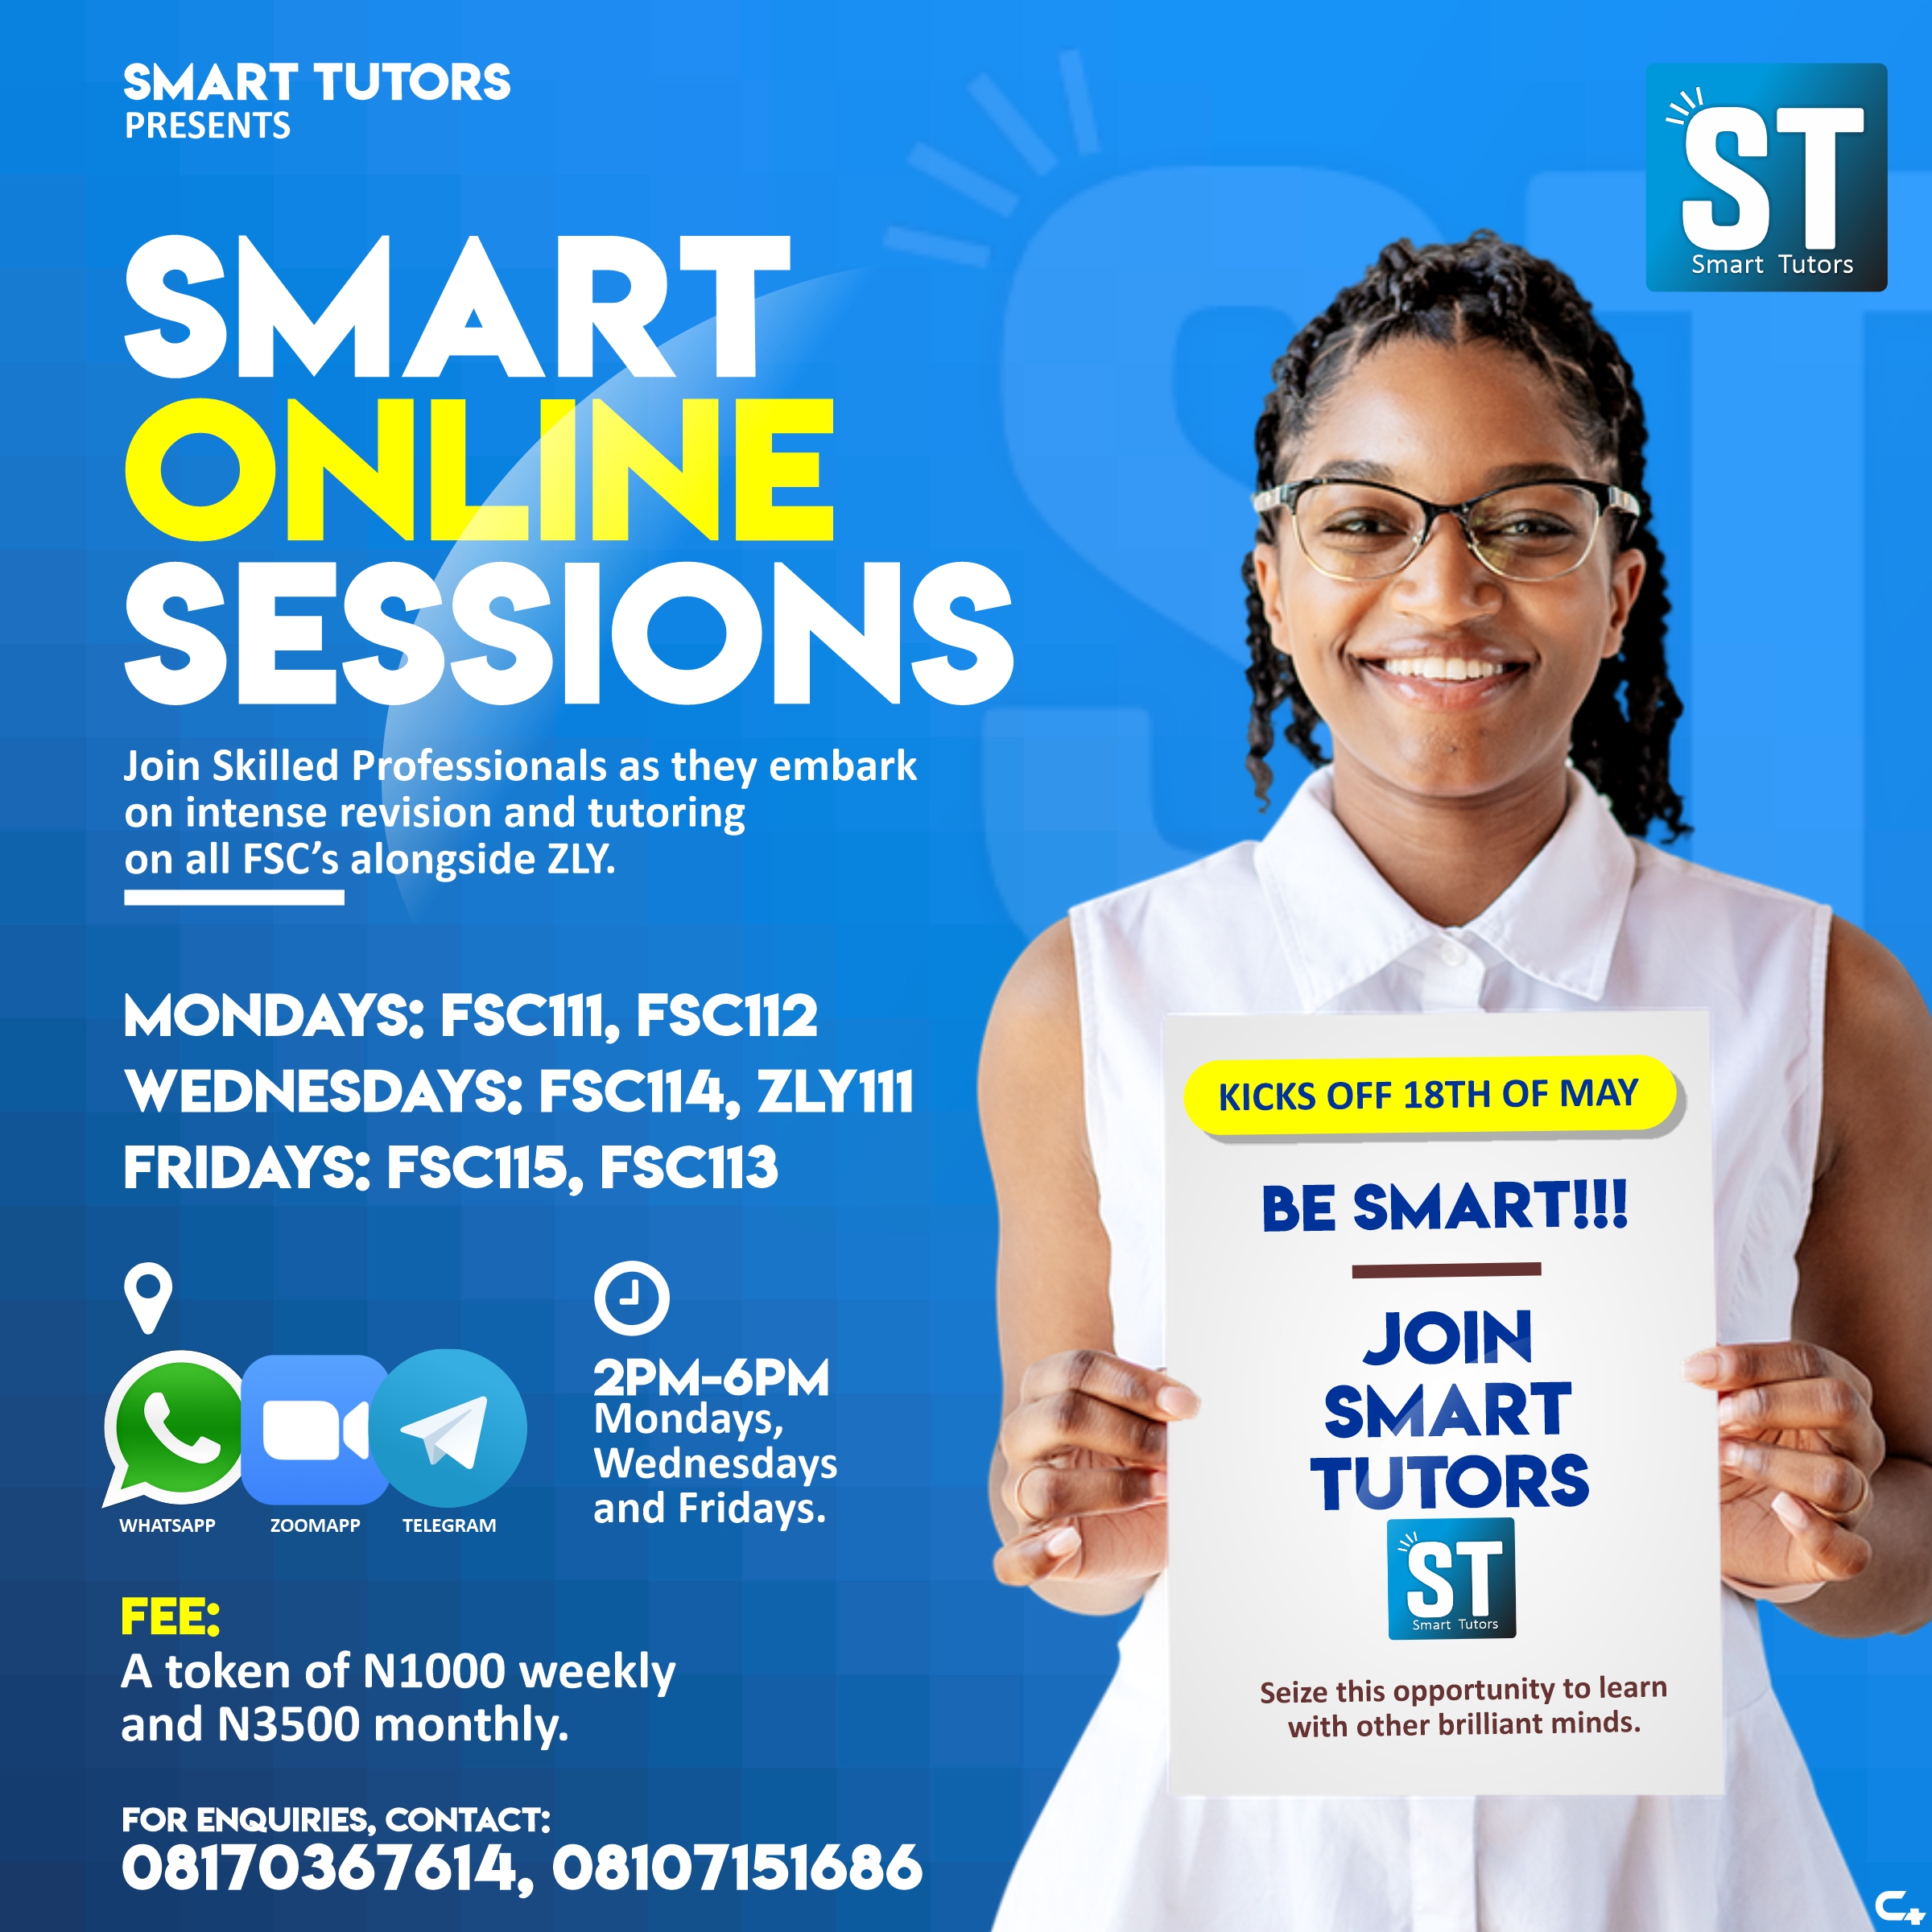 SMART TUTORS
PRESENTS
ST
Smart Tutors
SMART
ONLINE
SESSIONS
Join Skilled Professionals as they embark
on intense revision and tutoring
on all FSC's alongside ZLY.
MONDAYS: FSC111, FSC112
WEDNESDAYS: FSC114, ZLY111
FRIDAYS: FSC115, FSC113
WHATSAPP
ZOOMAPP
TELEGRAM
2PM-6PM
Mondays,
Wednesdays
and Fridays.
FEE:
A token of N1000 weekly
and N3500 monthly.
FOR ENQUIRIES, CONTACT:
08170367614, 08107151686
KICKS OFF 18TH OF MAY
BE SMART!!!
JOIN
SMART
TUTORS
ST
Smart Tutors
Seize this opportunity to learn
with other brilliant minds.